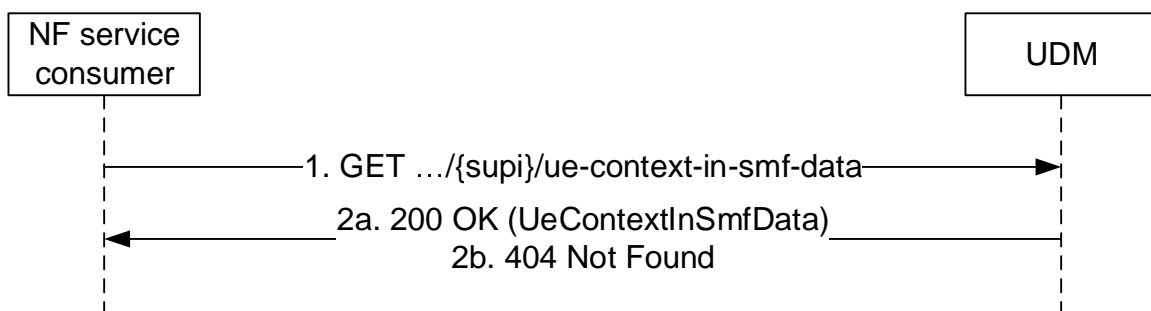 NF service
consumer
UDM
1. GET …/{supi}/ue-context-in-smf-data
2a. 200 OK (UeContextInSmfData)
2b. 404 Not Found